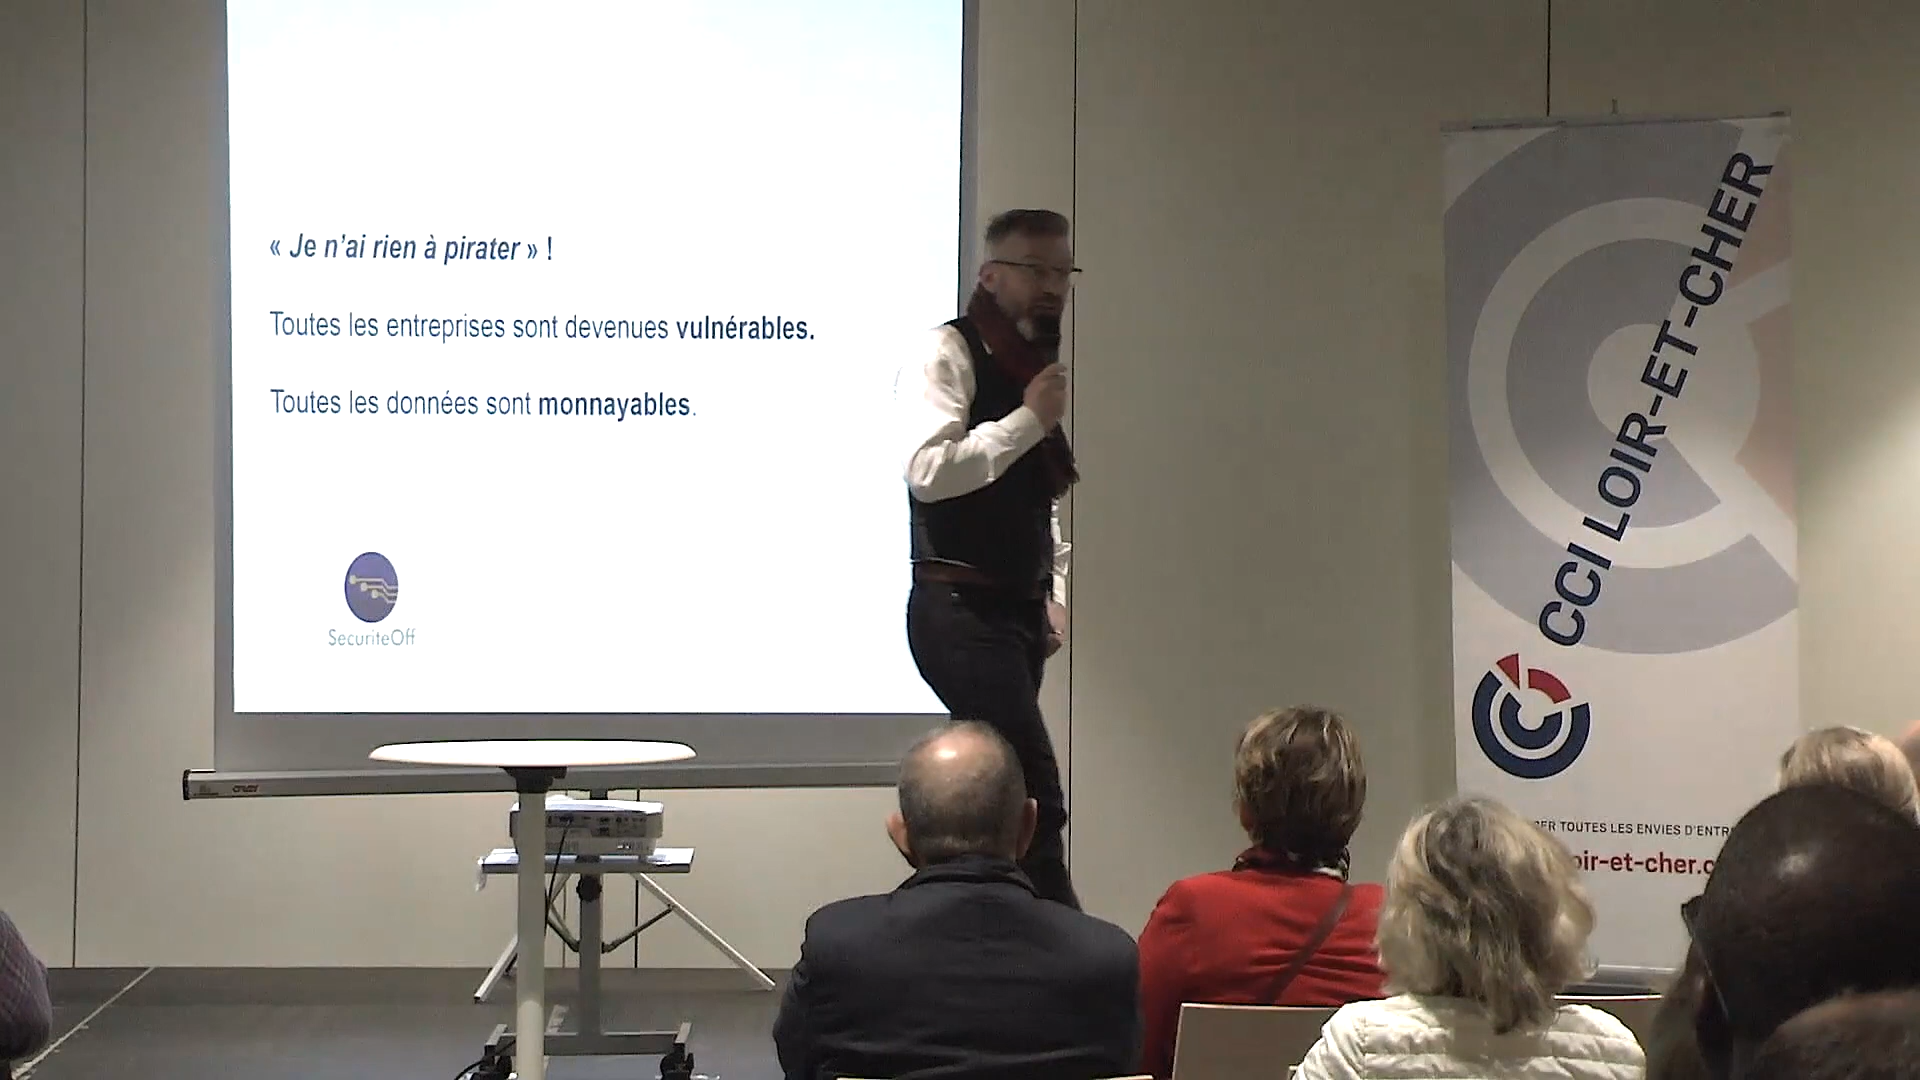 « Je n’ai rien à pirater » !
Toutes les entreprises sont devenues vulnérables.
Toutes les données sont monnayables.
SecuriteOff
CCI LOIR-ET-CHER
TOUTES LES ENVIES D'ENTR
oir-et-cher.c